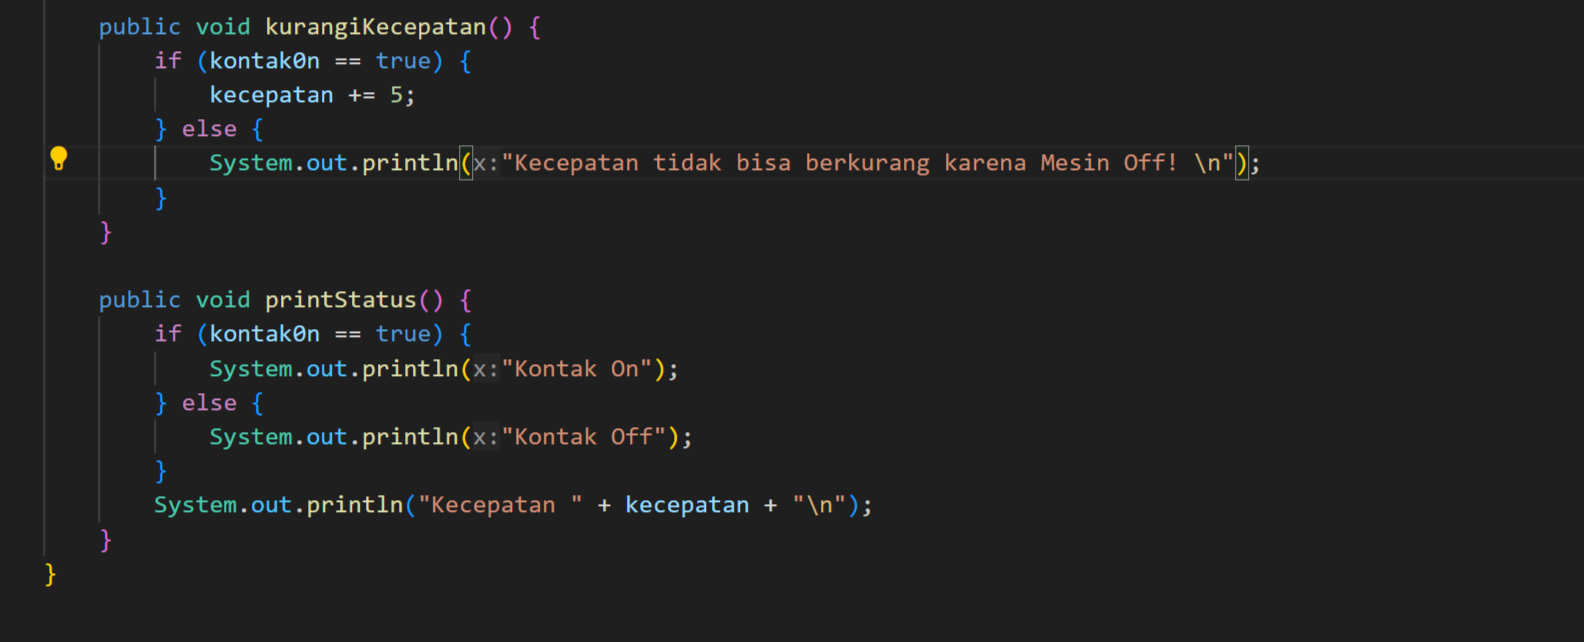 public void kurangiKecepatan() {
if (kontak0n == true) {
kecepatan += 5;
} else {
System.out.println(x:"Kecepatan tidak bisa berkurang karena Mesin Off! \n");
}
}
public void printStatus() {
if (kontak0n == true) {
System.out.println(x:"Kontak On");
} else {
System.out.println(x:"Kontak Off");
}
System.out.println("Kecepatan " + kecepatan + "\n");
}
}